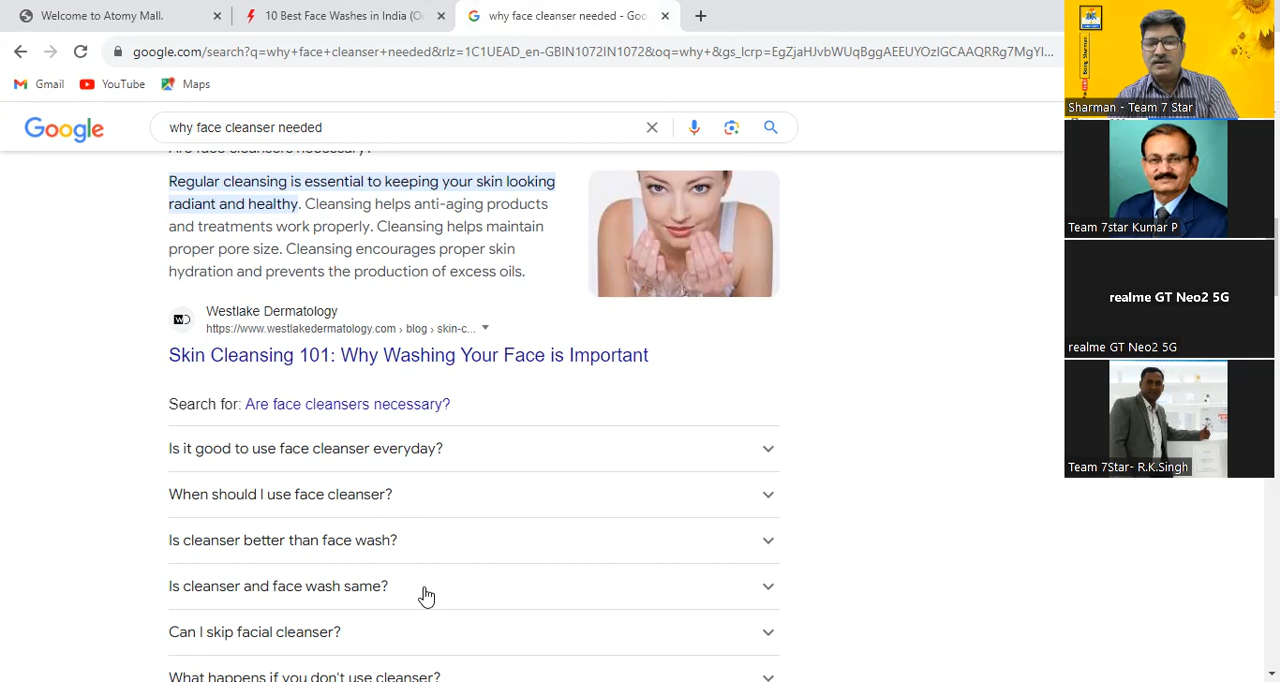 Welcome to Atomy Mall.
10 Best Face Washes in India (O
why face cleanser needed - Goo
google.com/search?q=why+face+cleanser+needed&rlz=1C1UEAD_en-GBIN1072IN1072&oq=why+&gs_lcrp=EgZjaHJvbWUqBggAEEUYOzIGCAAQRRg7MgYI...
Gmail
YouTube
Maps
Google
why face cleanser needed
Are face cleansers necessary?
Regular cleansing is essential to keeping your skin looking
radiant and healthy. Cleansing helps anti-aging products
and treatments work properly. Cleansing helps maintain
proper pore size. Cleansing encourages proper skin
hydration and prevents the production of excess oils.
Westlake Dermatology
https://www.westlakedermatology.com › blog › skin-c...
Skin Cleansing 101: Why Washing Your Face is Important
Search for: Are face cleansers necessary?
Is it good to use face cleanser everyday?
When should I use face cleanser?
Is cleanser better than face wash?
Is cleanser and face wash same?
Can I skip facial cleanser?
What happens if you don't use cleanser?
Being Sharman
Sharman - Team 7 Star
Team 7star Kumar P
realme GT Neo2 5G
realme GT Neo2 5G
Team 7Star- R.K.Singh